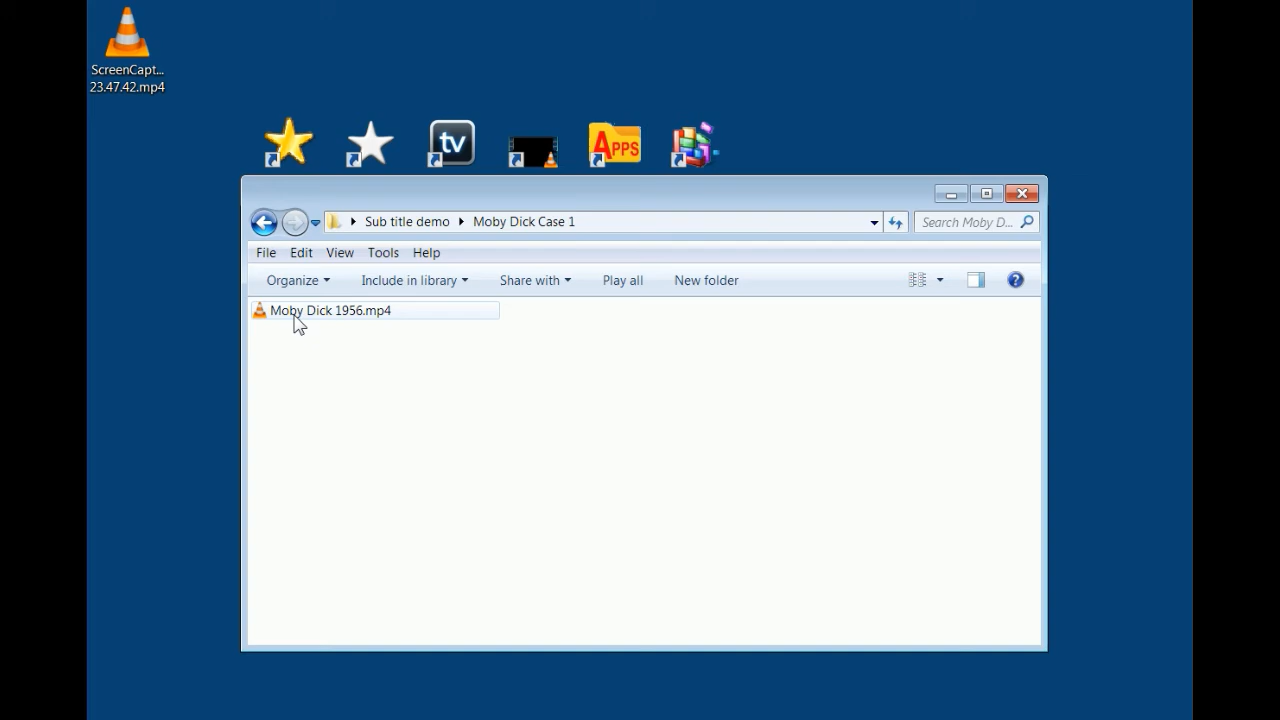 ScreenCapt...
23.47.42.mp4
tv
APPS
Sub title demo Moby Dick Case 1 Search Moby D...
File Edit View Tools Help
Organize Include in library Share with Play all New folder ?
Moby Dick 1956.mp4